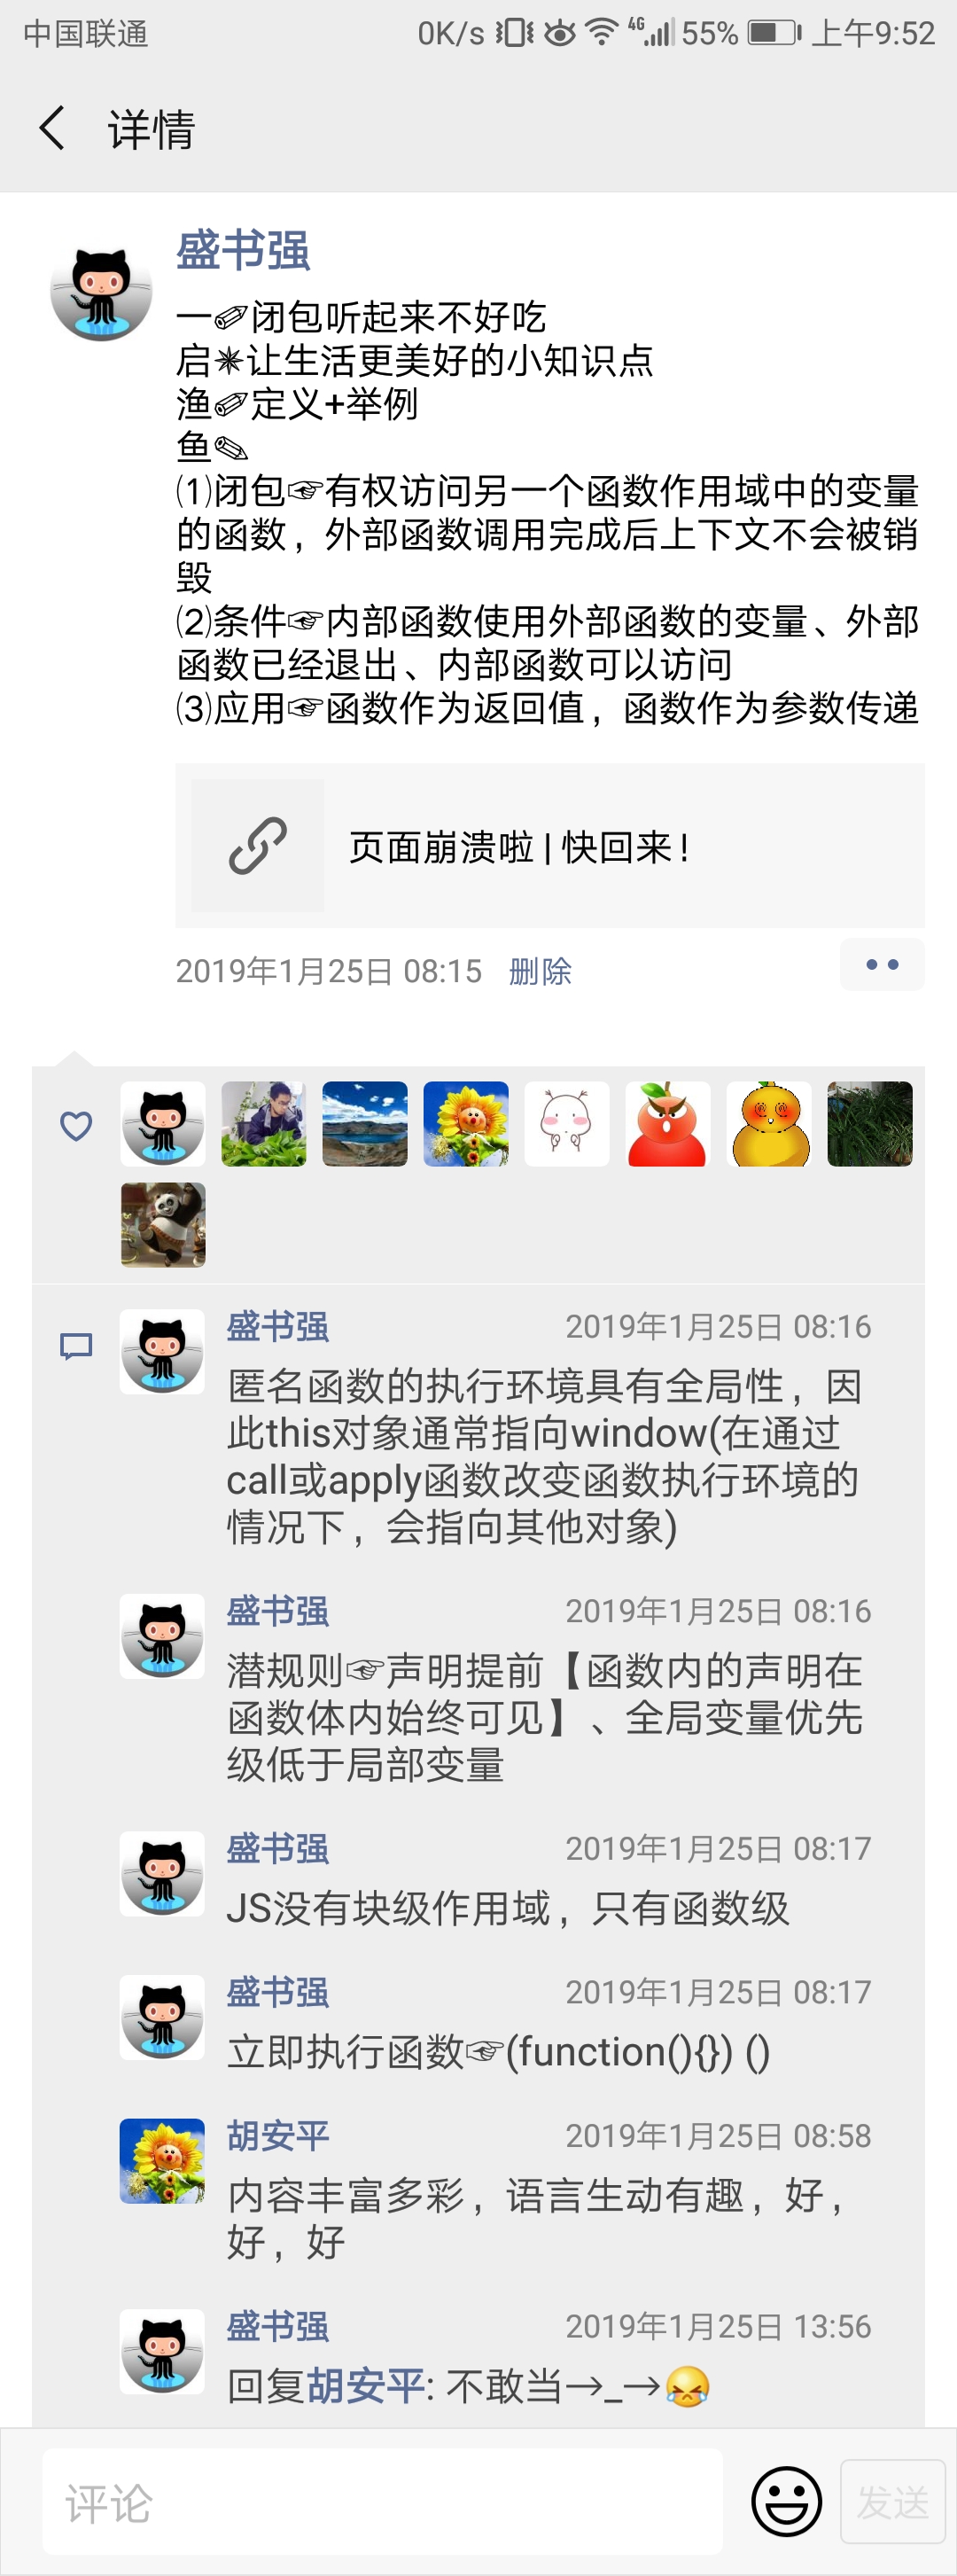 中国联通 0K/s 4G 55% 上午9:52
详情
盛书强
一✐闭包听起来不好吃
启✴让生活更美好的小知识点
渔✐定义+举例
鱼✎
⑴闭包☞有权访问另一个函数作用域中的变量
的函数，外部函数调用完成后上下文不会被销
毁
⑵条件☞内部函数使用外部函数的变量、外部
函数已经退出、内部函数可以访问
⑶应用☞函数作为返回值，函数作为参数传递
页面崩溃啦 | 快回来！
2019年1月25日 08:15 删除
盛书强 2019年1月25日 08:16
匿名函数的执行环境具有全局性，因
此this对象通常指向window(在通过
call或apply函数改变函数执行环境的
情况下，会指向其他对象)
盛书强 2019年1月25日 08:16
潜规则☞声明提前【函数内的声明在
函数体内始终可见】、全局变量优先
级低于局部变量
盛书强 2019年1月25日 08:17
JS没有块级作用域，只有函数级
盛书强 2019年1月25日 08:17
立即执行函数☞(function(){}) ()
胡安平 2019年1月25日 08:58
内容丰富多彩，语言生动有趣，好，
好，好
盛书强 2019年1月25日 13:56
回复胡安平: 不敢当→_→😹
评论 发送